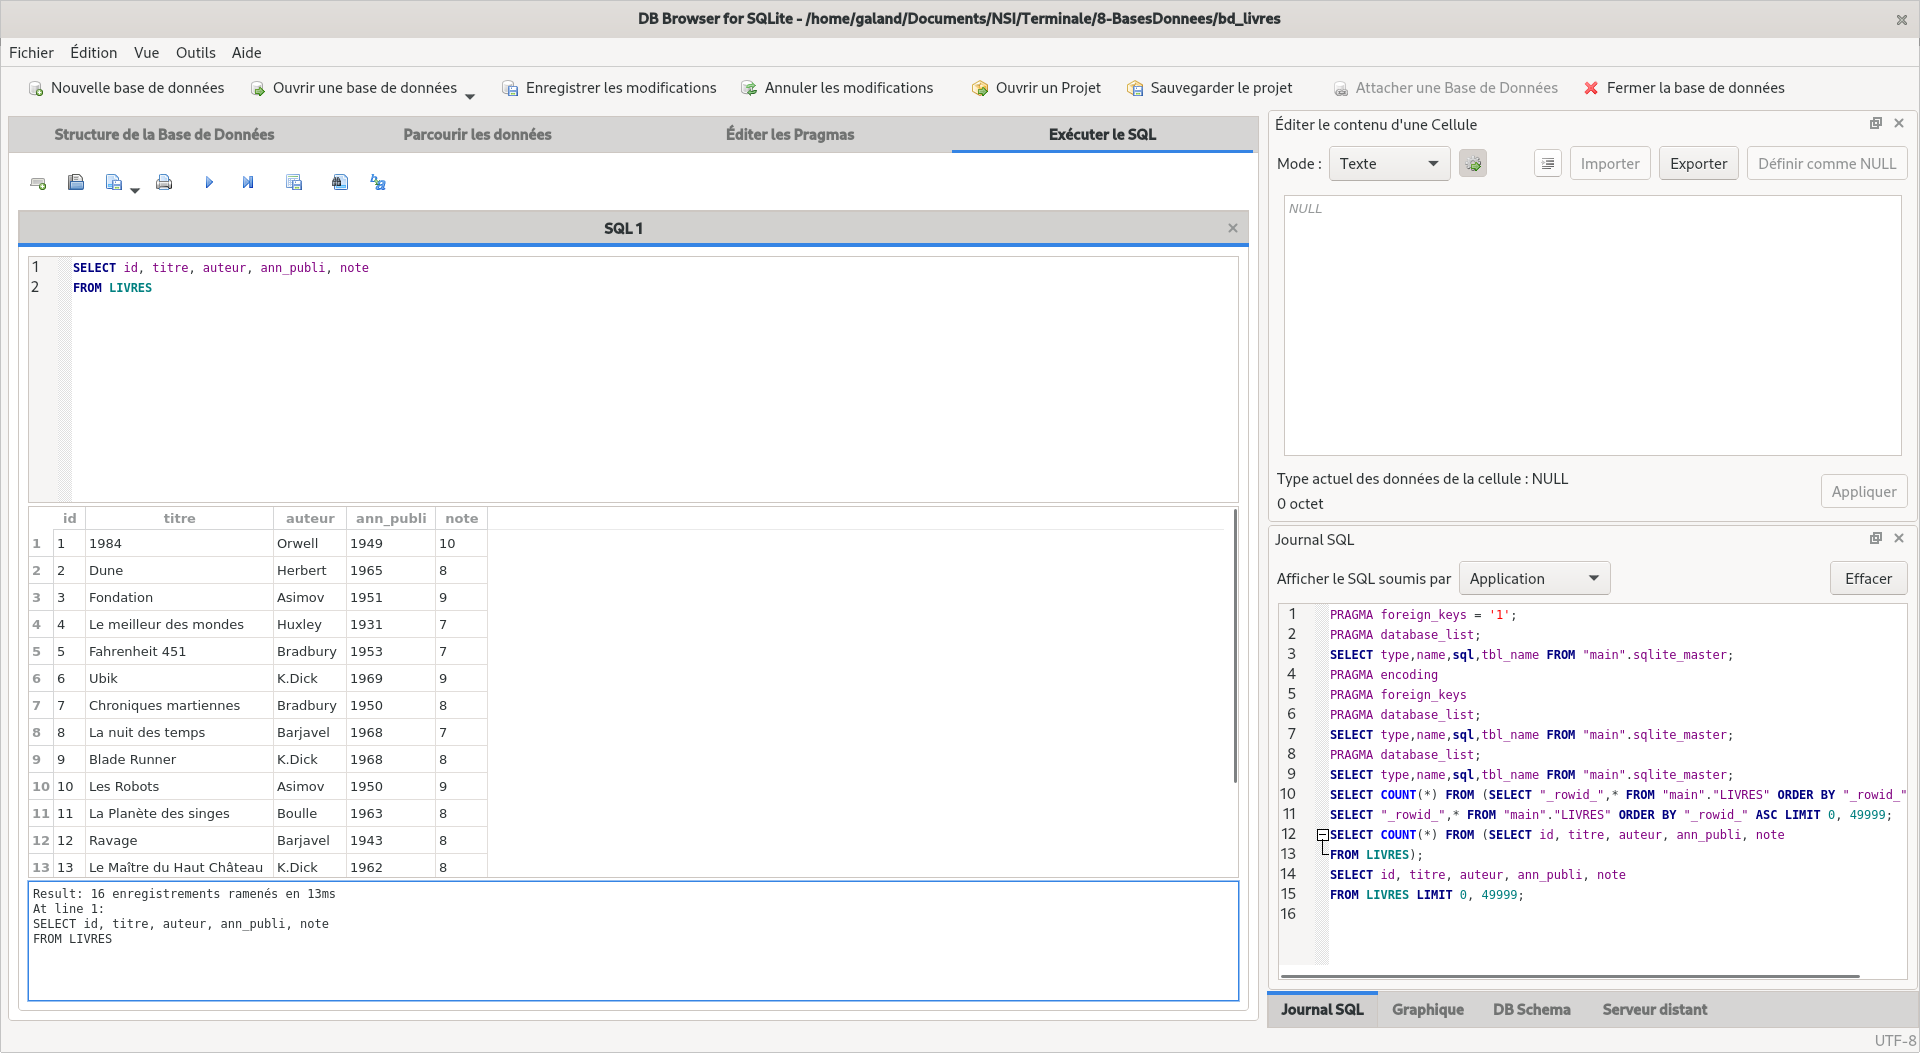 DB Browser for SQLite - /home/galand/Documents/NSI/Terminale/8-BasesDonnees/bd_livres
Fichier Édition Vue Outils Aide
Nouvelle base de données Ouvrir une base de données Enregistrer les modifications Annuler les modifications Ouvrir un Projet Sauvegarder le projet Attacher une Base de Données Fermer la base de données
Structure de la Base de Données Parcourir les données Éditer les Pragmas Exécuter le SQL
SQL 1
1 SELECT id, titre, auteur, ann_publi, note
2 FROM LIVRES
id titre auteur ann_publi note
1 1 1984 Orwell 1949 10
2 2 Dune Herbert 1965 8
3 3 Fondation Asimov 1951 9
4 4 Le meilleur des mondes Huxley 1931 7
5 5 Fahrenheit 451 Bradbury 1953 7
6 6 Ubik K.Dick 1969 9
7 7 Chroniques martiennes Bradbury 1950 8
8 8 La nuit des temps Barjavel 1968 7
9 9 Blade Runner K.Dick 1968 8
10 10 Les Robots Asimov 1950 9
11 11 La Planète des singes Boulle 1963 8
12 12 Ravage Barjavel 1943 8
13 13 Le Maître du Haut Château K.Dick 1962 8
Result: 16 enregistrements ramenés en 13ms
At line 1:
SELECT id, titre, auteur, ann_publi, note
FROM LIVRES
Éditer le contenu d'une Cellule
Mode : Texte Importer Exporter Définir comme NULL
NULL
Type actuel des données de la cellule : NULL
0 octet
Appliquer
Journal SQL
Afficher le SQL soumis par Application Effacer
1 PRAGMA foreign_keys = '1';
2 PRAGMA database_list;
3 SELECT type,name,sql,tbl_name FROM "main".sqlite_master;
4 PRAGMA encoding
5 PRAGMA foreign_keys
6 PRAGMA database_list;
7 SELECT type,name,sql,tbl_name FROM "main".sqlite_master;
8 PRAGMA database_list;
9 SELECT type,name,sql,tbl_name FROM "main".sqlite_master;
10 SELECT COUNT(*) FROM (SELECT "_rowid_",* FROM "main"."LIVRES" ORDER BY "_rowid_"
11 SELECT "_rowid_",* FROM "main"."LIVRES" ORDER BY "_rowid_" ASC LIMIT 0, 49999;
12 SELECT COUNT(*) FROM (SELECT id, titre, auteur, ann_publi, note
13 FROM LIVRES);
14 SELECT id, titre, auteur, ann_publi, note
15 FROM LIVRES LIMIT 0, 49999;
16
Journal SQL Graphique DB Schema Serveur distant
UTF-8